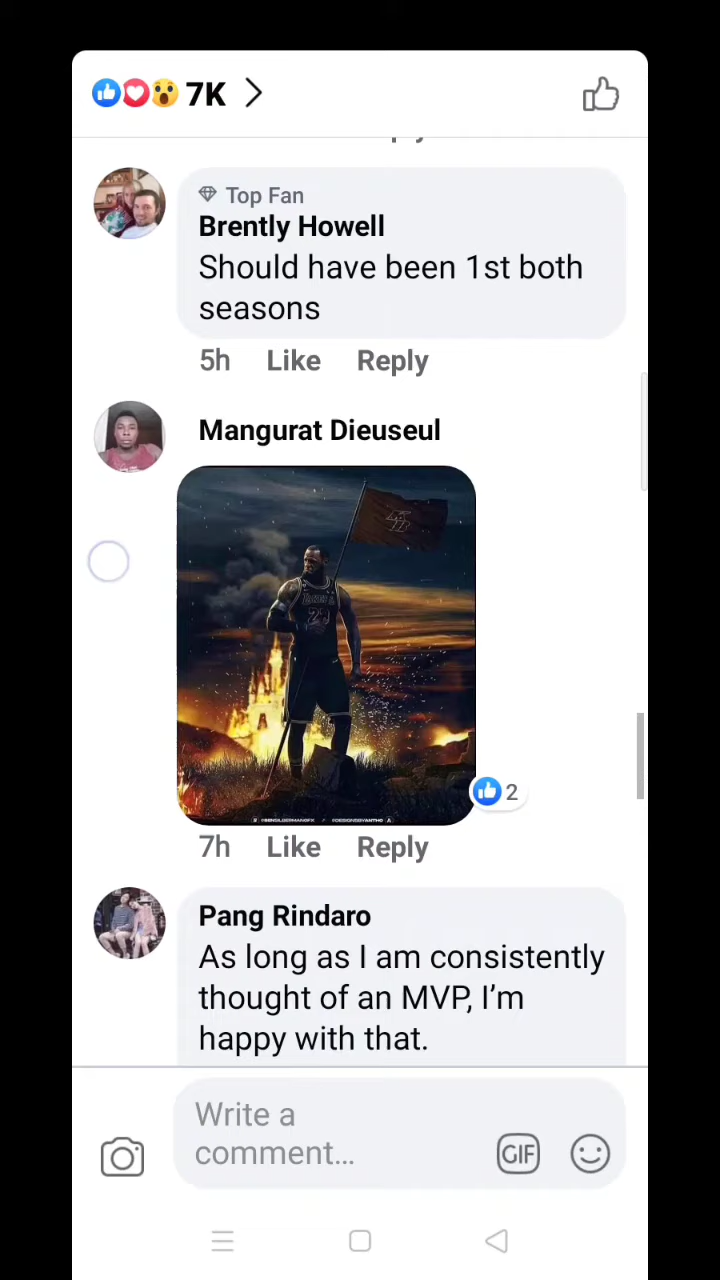 7K
Top Fan
Brently Howell
Should have been 1st both
seasons
5h Like Reply
Mangurat Dieuseul
23
2
7h Like Reply
Pang Rindaro
As long as I am consistently
thought of an MVP, I’m
happy with that.
Write a
comment...
GIF